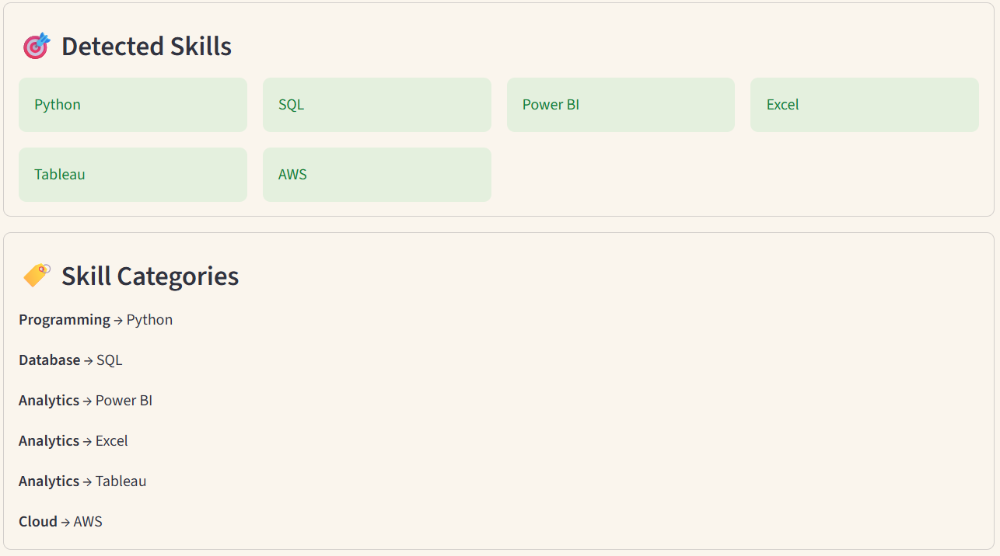 Detected Skills
Python
SQL
Power BI
Excel
Tableau
AWS
Skill Categories
Programming → Python
Database → SQL
Analytics → Power BI
Analytics → Excel
Analytics → Tableau
Cloud → AWS